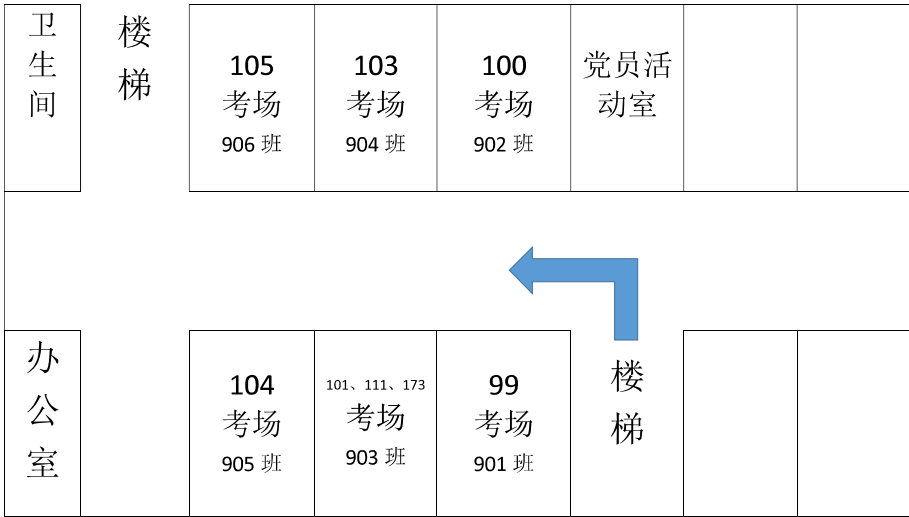 卫生间
楼梯
105
考场
906 班
103
考场
904 班
100
考场
902 班
党员活
动室
办公室
104
考场
905 班
101、111、173
考场
903 班
99
考场
901 班
楼梯